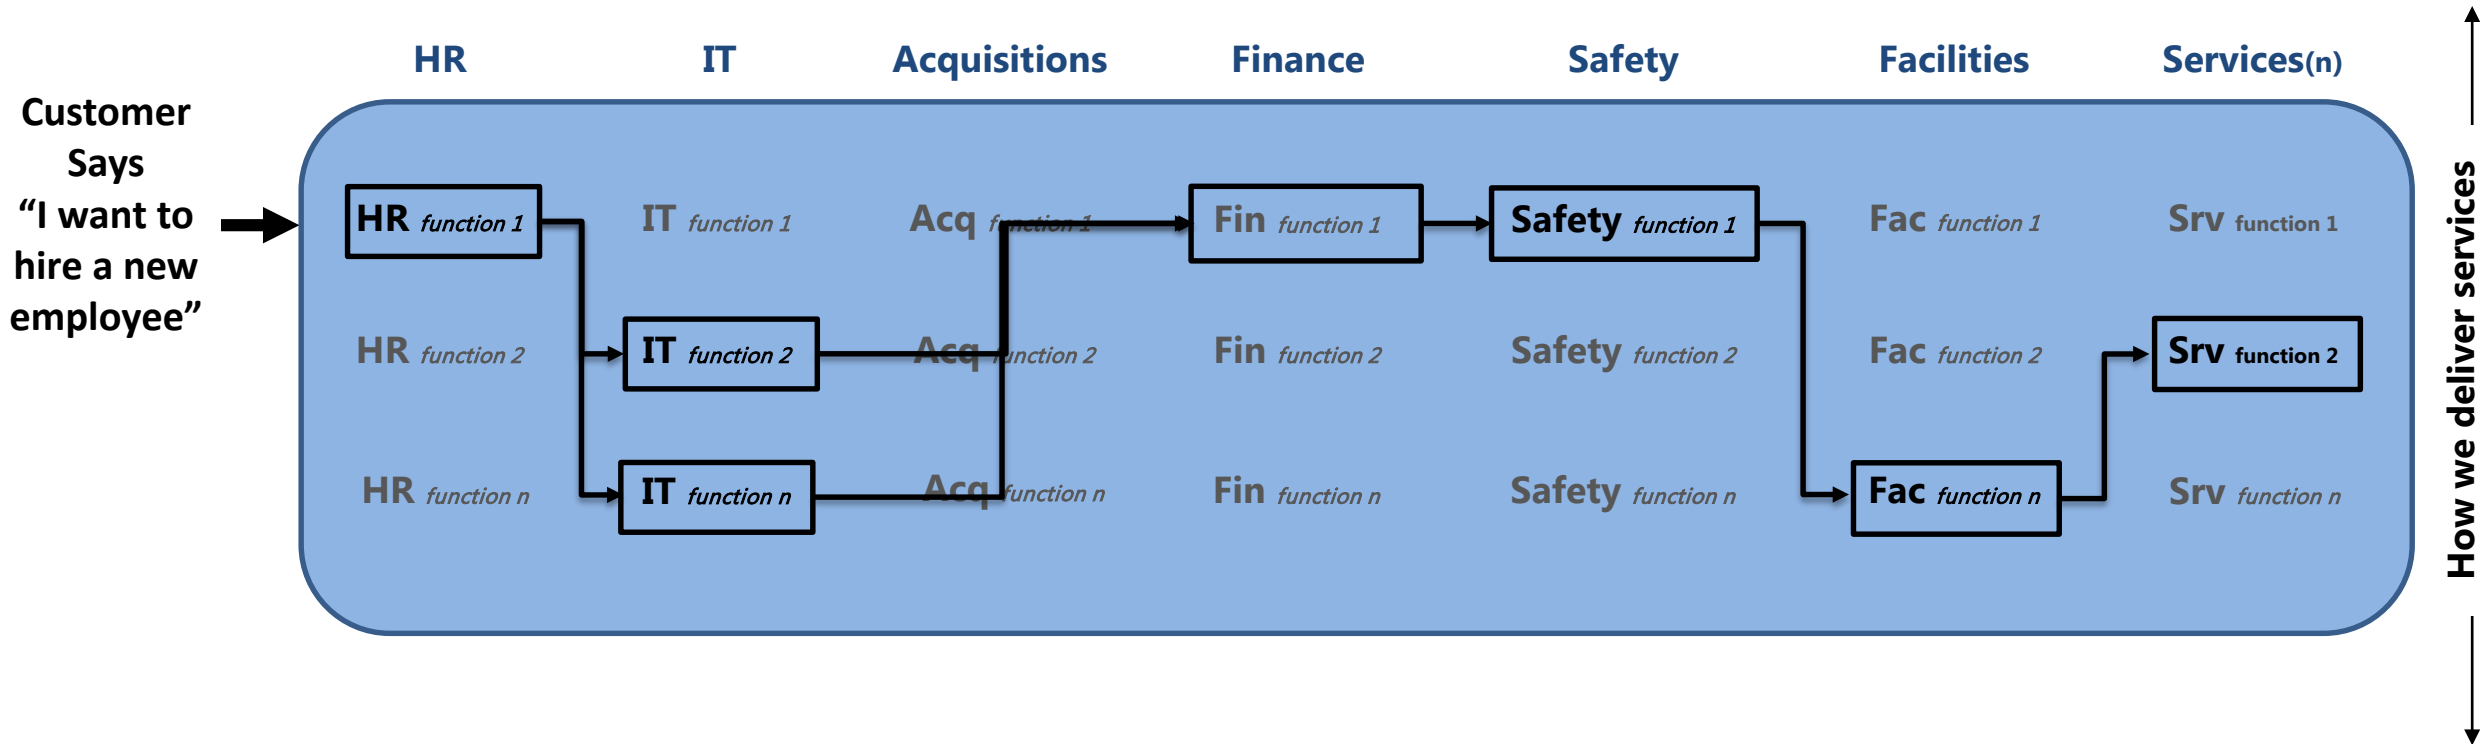 HR IT Acquisitions Finance Safety Facilities Services(n)
Customer
Says
“I want to
hire a new
employee”
HR function 1 IT function 1 Acq function 1 Fin function 1 Safety function 1 Fac function 1 Srv function 1
HR function 2 IT function 2 Acq function 2 Fin function 2 Safety function 2 Fac function 2 Srv function 2
HR function n IT function n Acq function n Fin function n Safety function n Fac function n Srv function n
How we deliver services